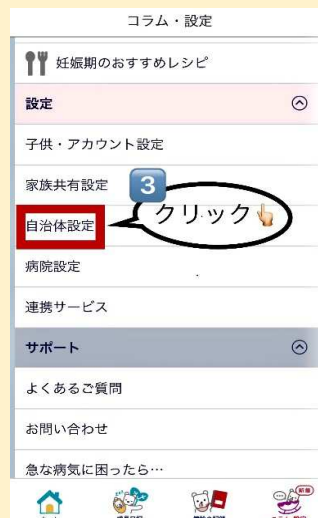 コラム・設定
妊娠期のおすすめレシピ
設定
子供・アカウント設定
家族共有設定
3
クリック
自治体設定
病院設定
連携サービス
サポート
よくあるご質問
お問い合わせ
急な病気に困ったら…